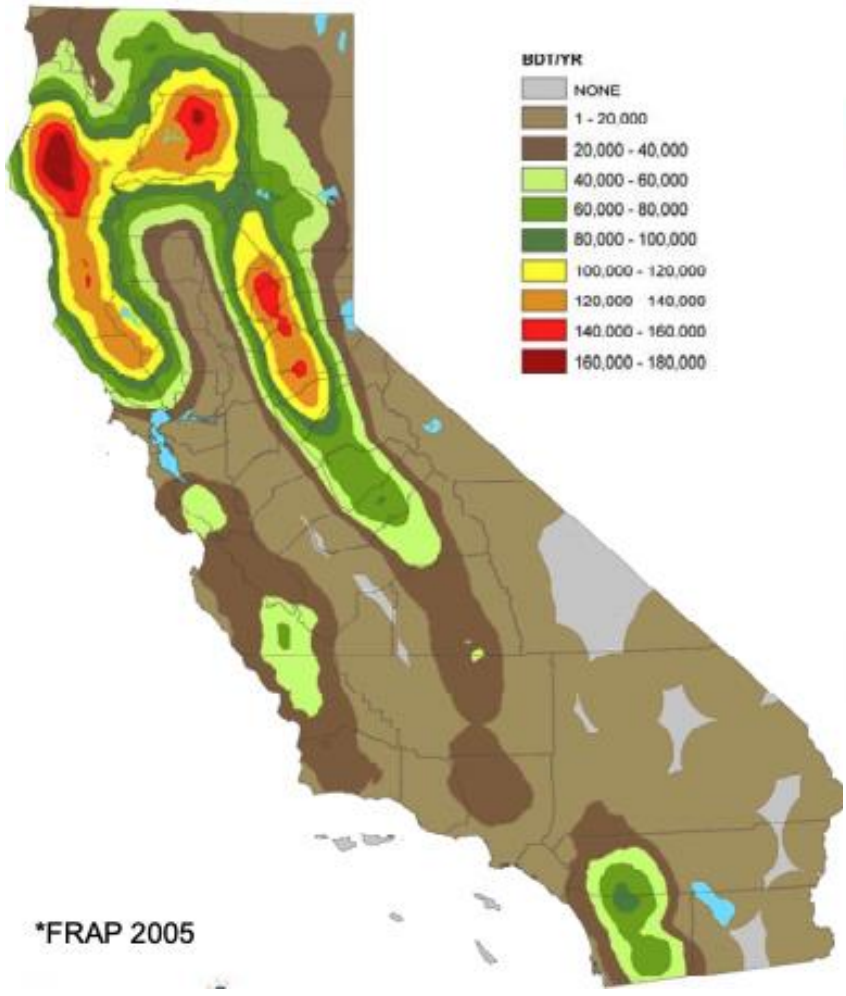 BDT/YR
NONE
1 - 20,000
20,000 - 40,000
40,000 - 60,000
60,000 - 80,000
80,000 - 100,000
100,000 - 120,000
120,000 140,000
140.000 - 160.000
160,000 - 180,000
*FRAP 2005